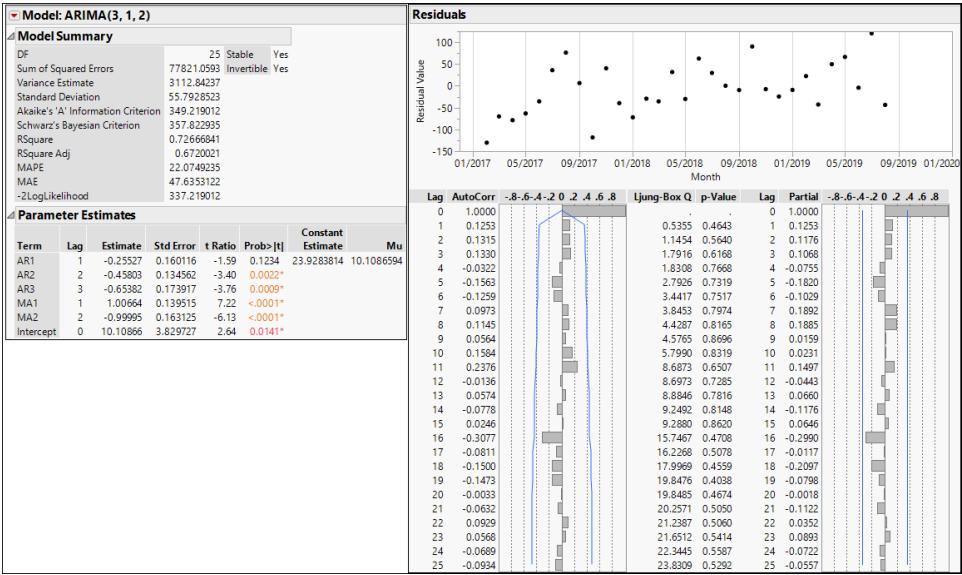 Model: ARIMA(3, 1, 2)
Model Summary
DF 25 Stable Yes
Sum of Squared Errors 77821.0593 Invertible Yes
Variance Estimate 3112.84237
Standard Deviation 55.7928523
Akaike's 'A' Information Criterion 349.219012
Schwarz's Bayesian Criterion 357.822935
RSquare 0.72666841
RSquare Adj 0.6720021
MAPE 22.0749235
MAE 47.6353122
-2LogLikelihood 337.219012
Parameter Estimates
Constant
Term Lag Estimate Std Error t Ratio Prob>|t| Estimate Mu
AR1 1 -0.25527 0.160116 -1.59 0.1234 23.9283814 10.1086594
AR2 2 -0.45803 0.134562 -3.40 0.0022*
AR3 3 -0.65382 0.173917 -3.76 0.0009*
MA1 1 1.00664 0.139515 7.22 <.0001*
MA2 2 -0.99995 0.163125 -6.13 <.0001*
Intercept 0 10.10866 3.829727 2.64 0.0141*
Residuals
Residual Value
100
50
0
-50
-100
-150
01/2017 05/2017 09/2017 01/2018 05/2018 09/2018 01/2019 05/2019 09/2019 01/2020
Month
Lag AutoCorr -.8-.6-.4-.2 0 .2 .4 .6 .8 Ljung-Box Q p-Value Lag Partial -.8-.6-.4-.2 0 .2 .4 .6 .8
0 1.0000 . . 0 1.0000
1 0.1253 0.5355 0.4643 1 0.1253
2 0.1315 1.1454 0.5640 2 0.1176
3 0.1330 1.7916 0.6168 3 0.1068
4 -0.0322 1.8308 0.7668 4 -0.0755
5 -0.1563 2.7926 0.7319 5 -0.1820
6 -0.1259 3.4417 0.7517 6 -0.1029
7 0.0973 3.8453 0.7974 7 0.1892
8 0.1145 4.4287 0.8165 8 0.1885
9 0.0564 4.5765 0.8696 9 0.0159
10 0.1584 5.7990 0.8319 10 0.0231
11 0.2376 8.6873 0.6507 11 0.1497
12 -0.0136 8.6973 0.7285 12 -0.0443
13 0.0574 8.8846 0.7816 13 0.0660
14 -0.0778 9.2492 0.8148 14 -0.1176
15 0.0246 9.2880 0.8620 15 0.0646
16 -0.3077 15.7467 0.4708 16 -0.2990
17 -0.0811 16.2268 0.5078 17 -0.0117
18 -0.1500 17.9969 0.4559 18 -0.2097
19 -0.1473 19.8476 0.4038 19 -0.0798
20 -0.0033 19.8485 0.4674 20 -0.0018
21 -0.0632 20.2571 0.5050 21 -0.1122
22 0.0929 21.2387 0.5060 22 0.0352
23 0.0568 21.6512 0.5414 23 0.0893
24 -0.0689 22.3445 0.5587 24 -0.0722
25 -0.0934 23.8309 0.5292 25 -0.0557